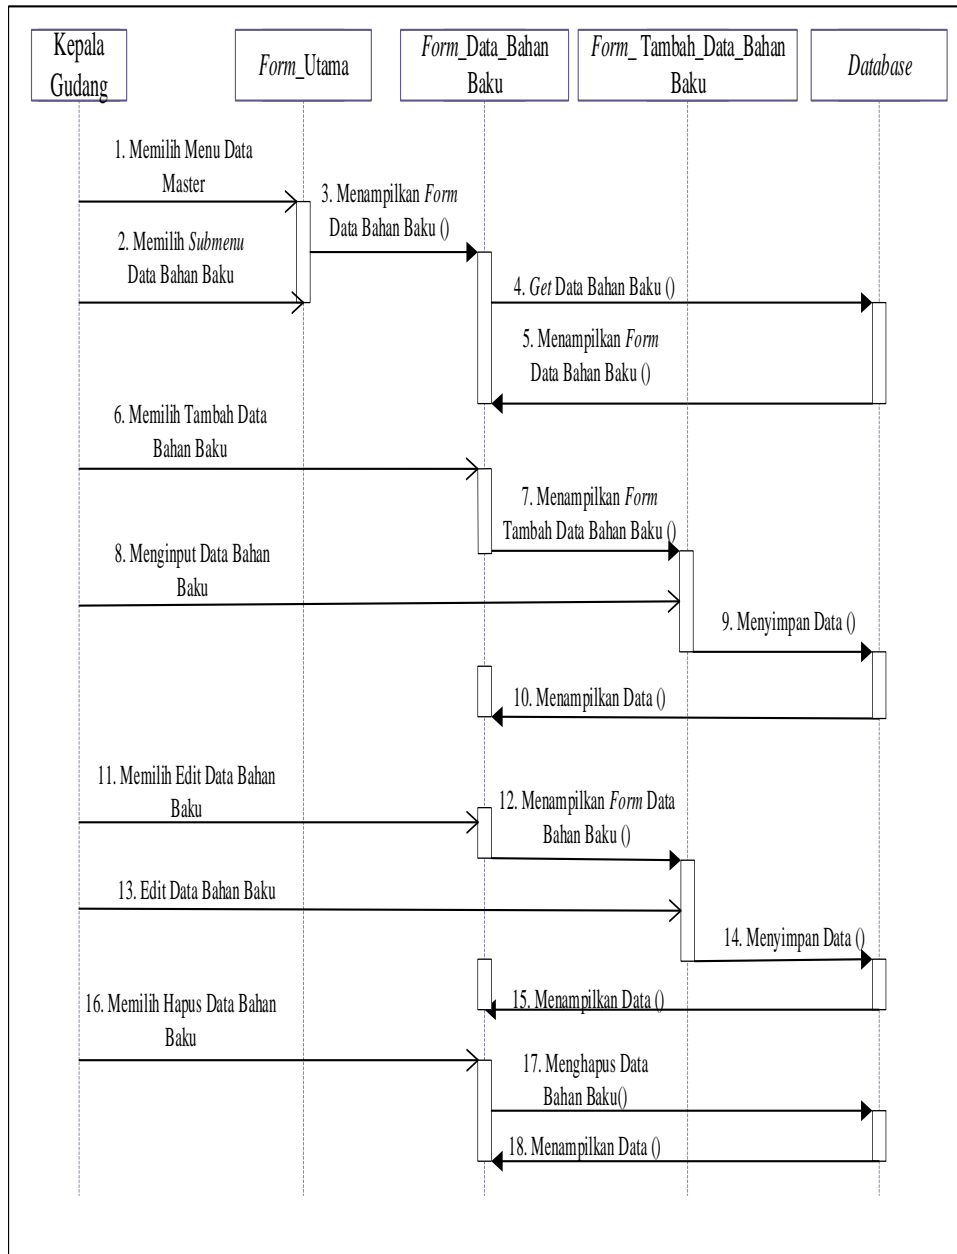 Kepala
Gudang
Form_Utama
Form_Data_Bahan
Baku
Form_ Tambah_Data_Bahan
Baku
Database
1. Memilih Menu Data
Master
3. Menampilkan Form
Data Bahan Baku ()
2. Memilih Submenu
Data Bahan Baku
4. Get Data Bahan Baku ()
5. Menampilkan Form
Data Bahan Baku ()
6. Memilih Tambah Data
Bahan Baku
7. Menampilkan Form
Tambah Data Bahan Baku ()
8. Menginput Data Bahan
Baku
9. Menyimpan Data ()
10. Menampilkan Data ()
11. Memilih Edit Data Bahan
Baku
12. Menampilkan Form Data
Bahan Baku ()
13. Edit Data Bahan Baku
14. Menyimpan Data ()
15. Menampilkan Data ()
16. Memilih Hapus Data Bahan
Baku
17. Menghapus Data
Bahan Baku()
18. Menampilkan Data ()